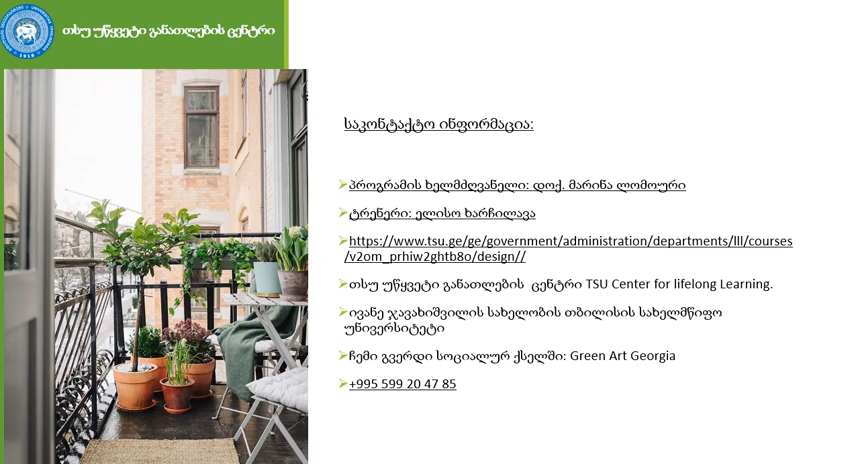 თსუ უწყვეტი განათლების ცენტრი
საკონტაქტო ინფორმაცია:
პროგრამის ხელმძღვანელი: დოქ. მარინა ლომოური
ტრენერი: ელისო ხარჩილავა
https://www.tsu.ge/ge/government/administration/departments/lll/courses
/v2om_prhiw2ghtb8o/design//
თსუ უწყვეტი განათლების ცენტრი TSU Center for lifelong Learning.
ივანე ჯავახიშვილის სახელობის თბილისის სახელმწიფო
უნივერსიტეტი
ჩემი გვერდი სოციალურ ქსელში: Green Art Georgia
+995 599 20 47 85